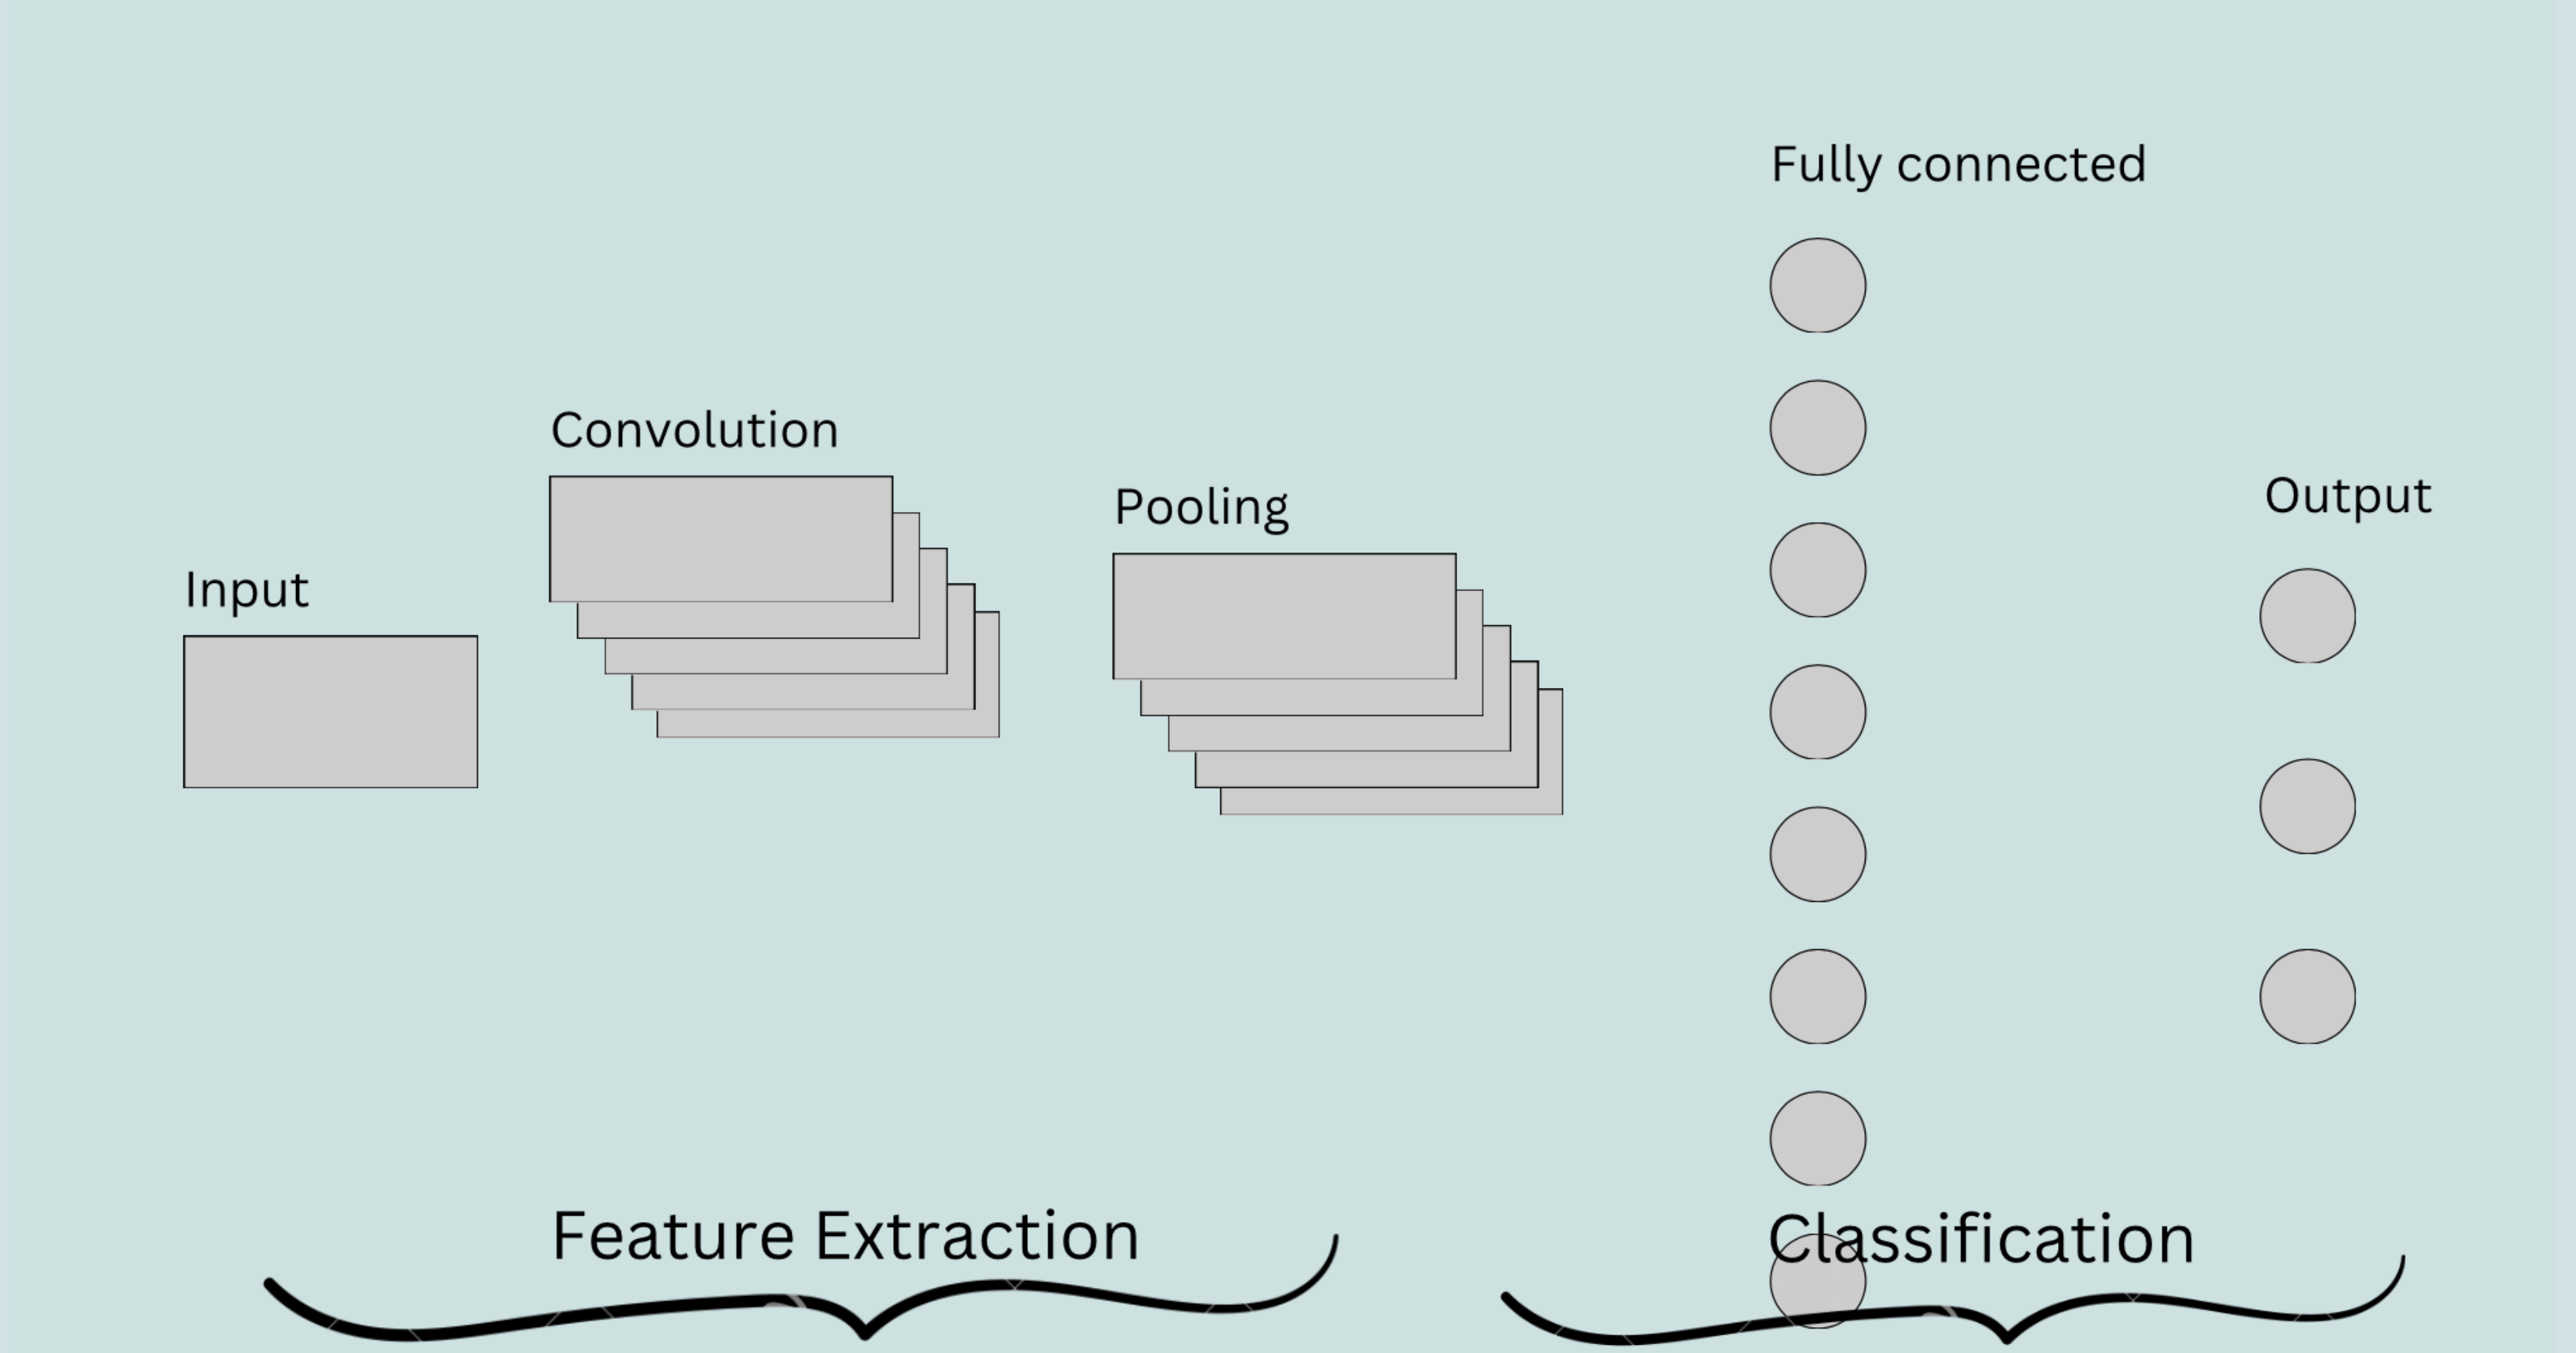 Fully connected
Convolution
Output
Pooling
Input
Feature Extraction
Classification